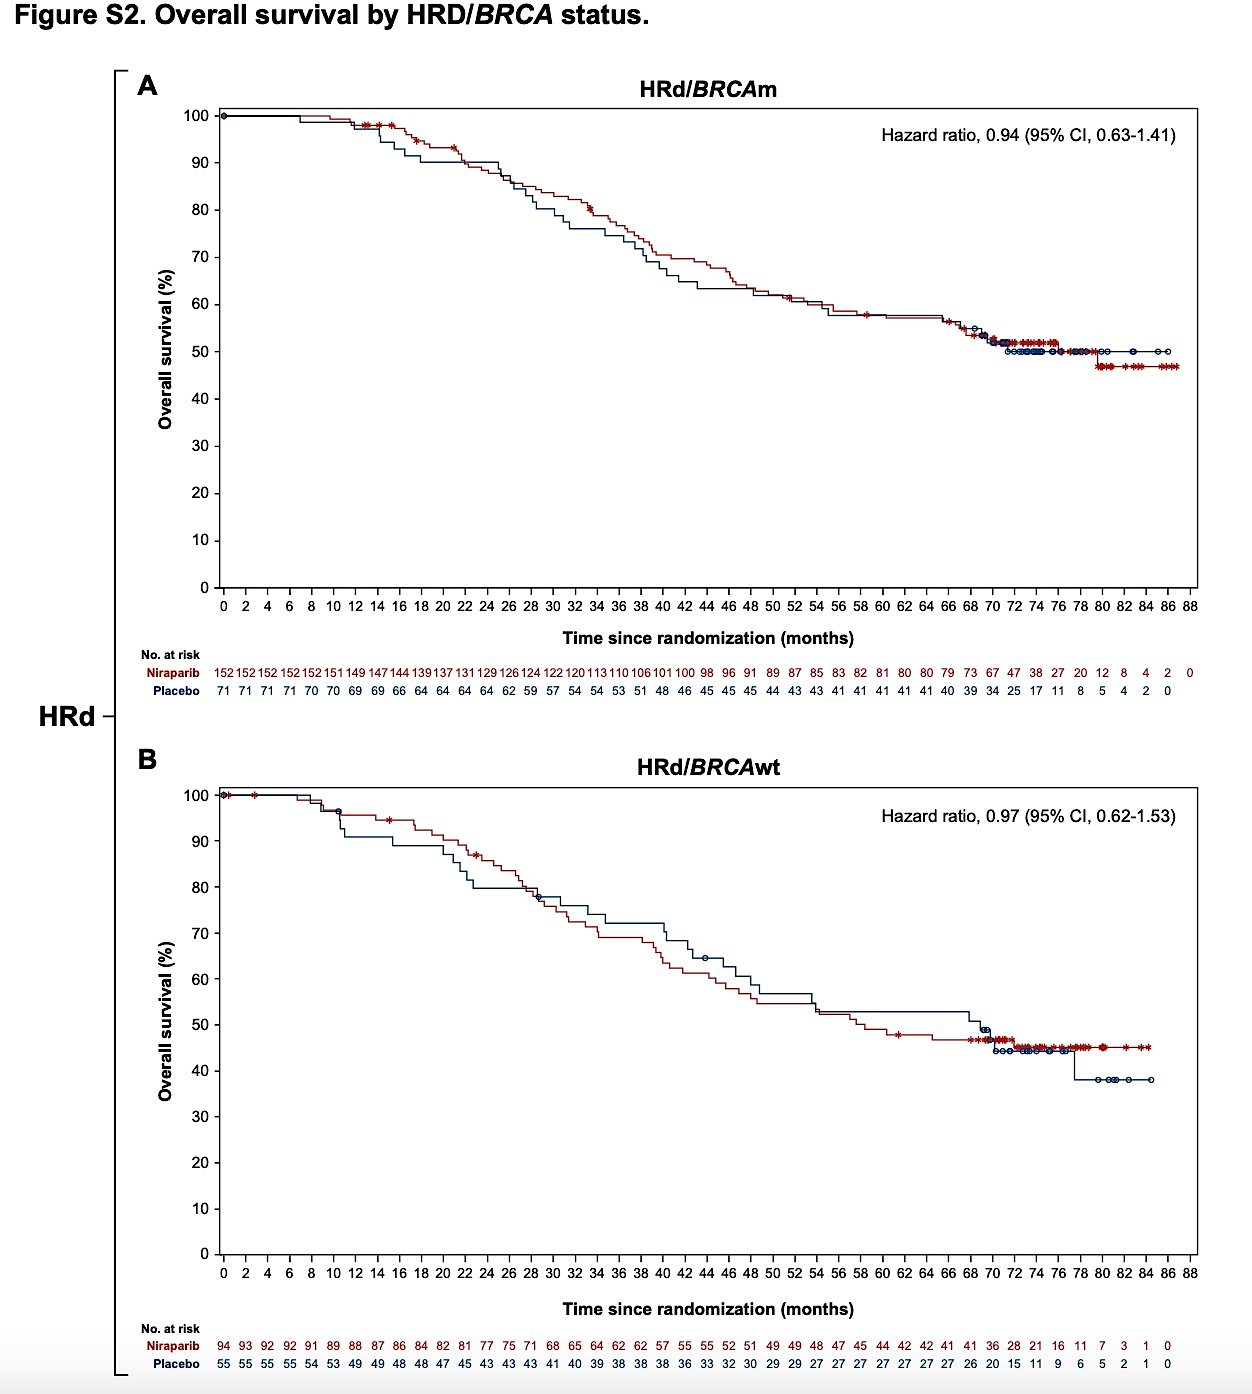 Figure S2. Overall survival by HRD/BRCA status.
A
HRd/BRCAm
Hazard ratio, 0.94 (95% CI, 0.63-1.41)
Overall survival (%)
100
90
80
70
60
50
40
30
20
10
0
0 2 4 6 8 10 12 14 16 18 20 22 24 26 28 30 32 34 36 38 40 42 44 46 48 50 52 54 56 58 60 62 64 66 68 70 72 74 76 78 80 82 84 86 88
Time since randomization (months)
No. at risk
Niraparib 152 152 152 152 152 151 149 147 144 139 137 131 129 126 124 122 120 113 110 106 101 100 98 96 91 89 87 85 83 82 81 80 80 79 73 67 47 38 27 20 12 8 4 2 0
Placebo 71 71 71 71 70 70 69 69 66 64 64 64 64 62 59 57 54 54 53 51 48 46 45 45 45 44 43 43 41 41 41 41 41 40 39 34 25 17 11 8 5 4 2 0
HRd
B
HRd/BRCAwt
Hazard ratio, 0.97 (95% CI, 0.62-1.53)
Overall survival (%)
100
90
80
70
60
50
40
30
20
10
0
0 2 4 6 8 10 12 14 16 18 20 22 24 26 28 30 32 34 36 38 40 42 44 46 48 50 52 54 56 58 60 62 64 66 68 70 72 74 76 78 80 82 84 86 88
Time since randomization (months)
No. at risk
Niraparib 94 93 92 92 91 89 88 87 86 84 82 81 77 75 71 68 65 64 62 62 57 55 55 52 51 49 49 48 47 45 44 42 42 41 41 36 28 21 16 11 7 3 1 0
Placebo 55 55 55 55 54 53 49 49 48 48 47 45 43 43 43 41 40 39 38 38 38 36 33 32 30 29 29 27 27 27 27 27 27 27 26 20 15 11 9 6 5 2 1 0